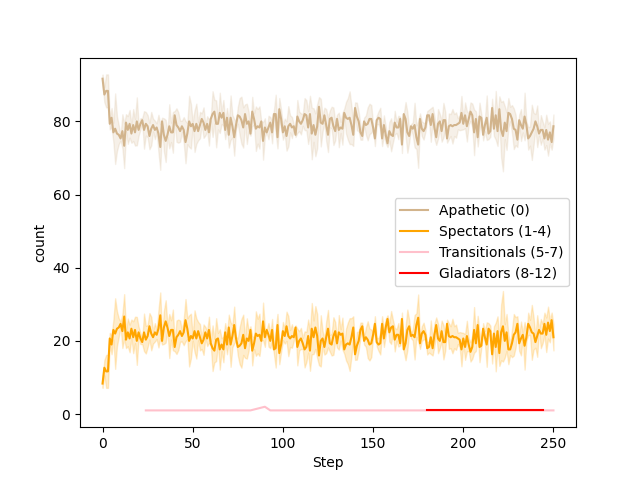 count
80
60
40
20
0
Apathetic (0)
Spectators (1-4)
Transitionals (5-7)
Gladiators (8-12)
0 50 100 150 200 250
Step